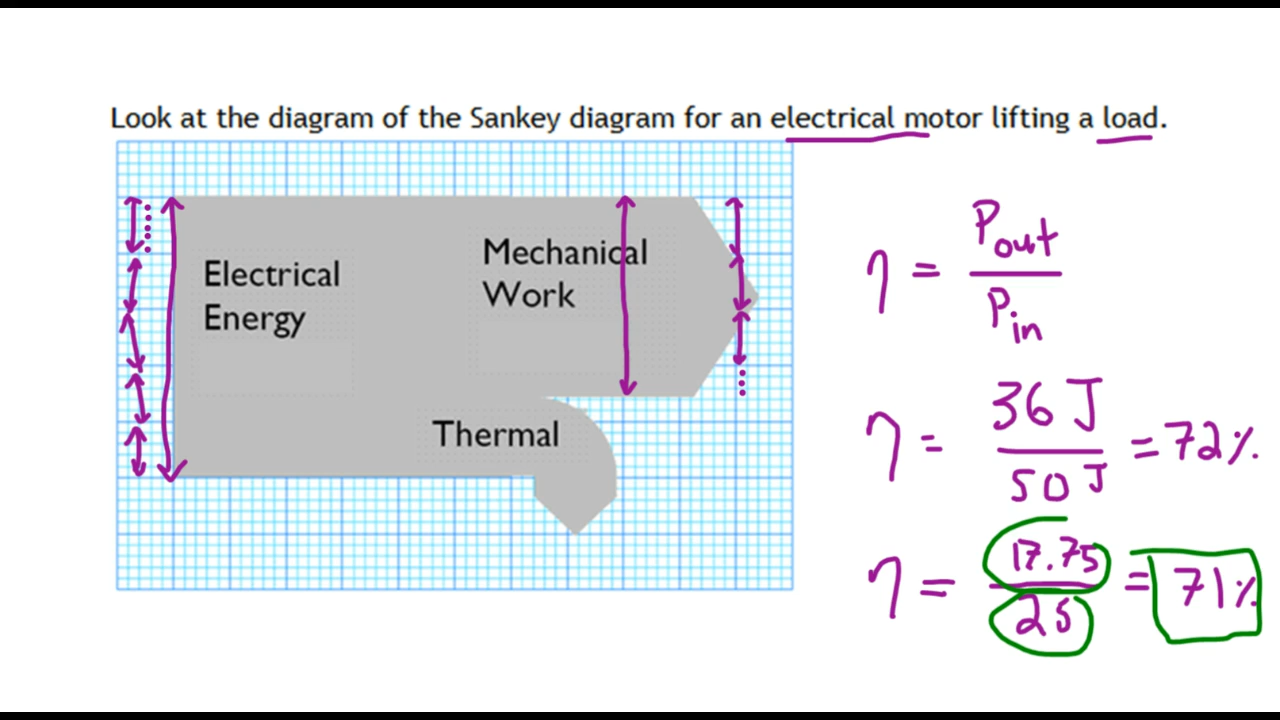 Look at the diagram of the Sankey diagram for an electrical motor lifting a load.
Electrical
Energy
Mechanical
Work
Thermal
η = Pout / Pin
η = 36 J / 50 J = 72%
η = 17.75 / 25 = 71%